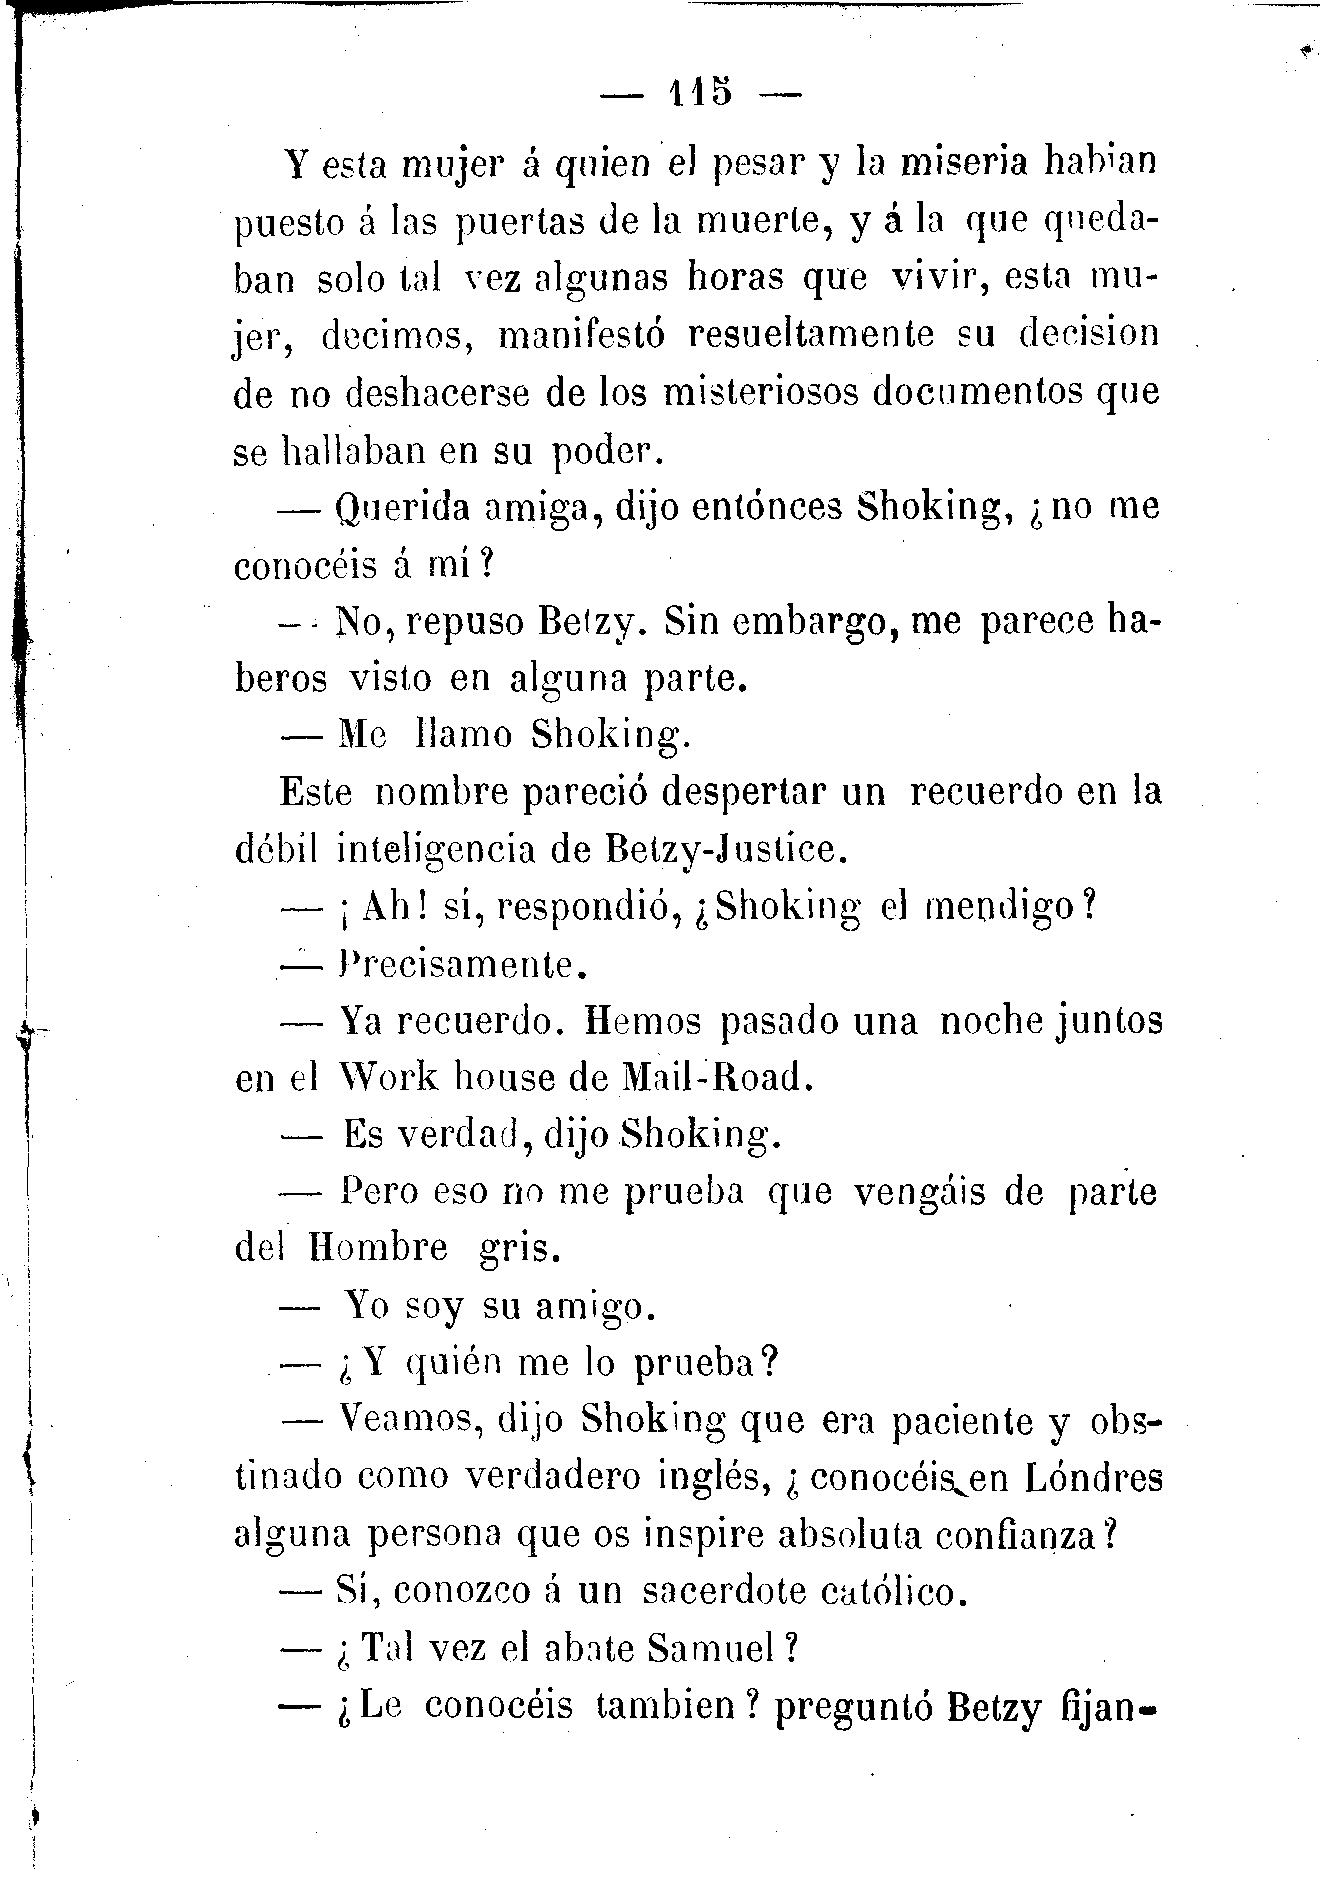 — 115 —
Y esta mujer á quien el pesar y la miseria habian
puesto á las puertas de la muerte, y á la que queda-
ban solo tal vez algunas horas que vivir, esta mu-
jer, decimos, manifestó resueltamente su decision
de no deshacerse de los misteriosos documentos que
se hallaban en su poder.
— Querida amiga, dijo entónces Shoking, ¿no me
conocéis á mí?
— No, repuso Betzy. Sin embargo, me parece ha-
beros visto en alguna parte.
— Me llamo Shoking.
Este nombre pareció despertar un recuerdo en la
débil inteligencia de Betzy-Justice.
— ¡Ah! sí, respondió, ¿Shoking el mendigo?
— Precisamente.
— Ya recuerdo. Hemos pasado una noche juntos
en el Work house de Mail-Road.
— Es verdad, dijo Shoking.
— Pero eso no me prueba que vengáis de parte
del Hombre gris.
— Yo soy su amigo.
— ¿Y quién me lo prueba?
— Veamos, dijo Shoking que era paciente y obs-
tinado como verdadero inglés, ¿conocéis en Lóndres
alguna persona que os inspire absoluta confianza?
— Sí, conozco á un sacerdote católico.
— ¿Tal vez el abate Samuel?
— ¿Le conocéis tambien? preguntó Betzy fijan-